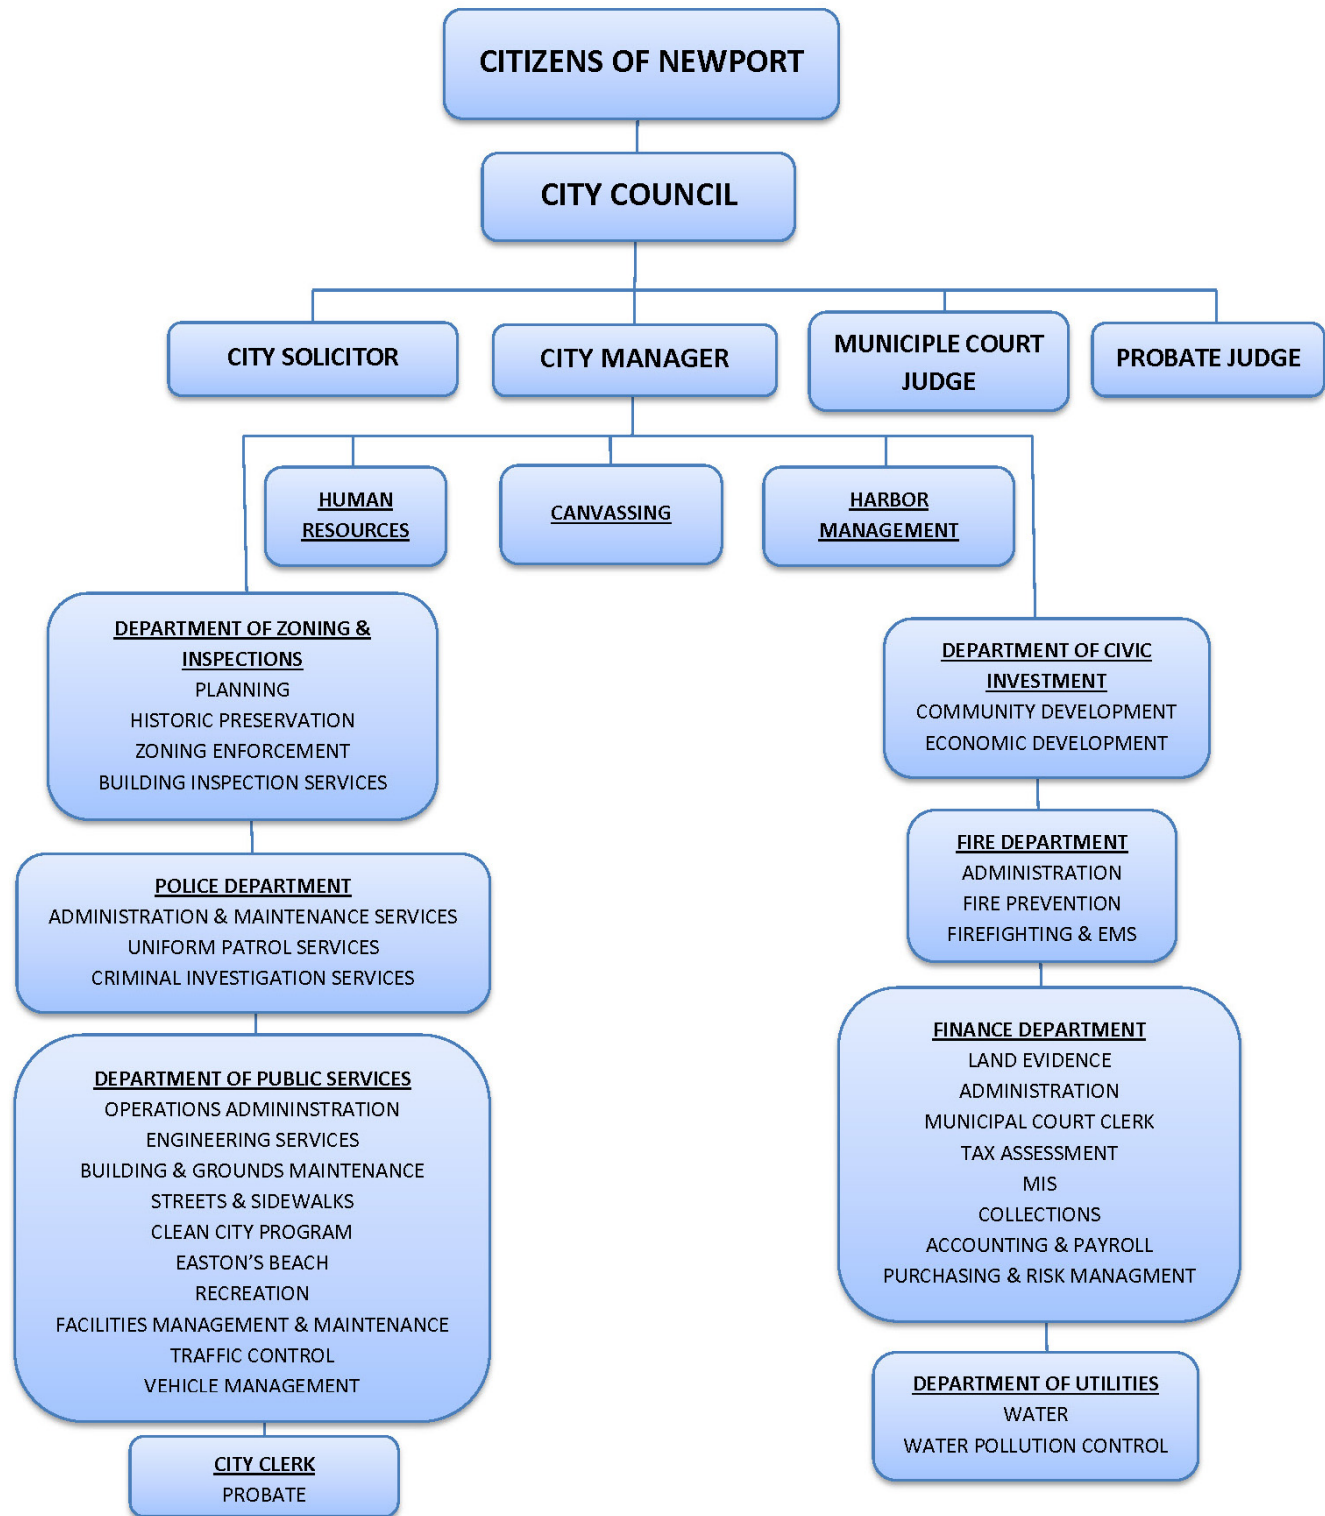 CITIZENS OF NEWPORT
CITY COUNCIL
CITY SOLICITOR
CITY MANAGER
MUNICIPLE COURT
JUDGE
PROBATE JUDGE
HUMAN
RESOURCES
CANVASSING
HARBOR
MANAGEMENT
DEPARTMENT OF ZONING &
INSPECTIONS
PLANNING
HISTORIC PRESERVATION
ZONING ENFORCEMENT
BUILDING INSPECTION SERVICES
POLICE DEPARTMENT
ADMINISTRATION & MAINTENANCE SERVICES
UNIFORM PATROL SERVICES
CRIMINAL INVESTIGATION SERVICES
DEPARTMENT OF PUBLIC SERVICES
OPERATIONS ADMININSTRATION
ENGINEERING SERVICES
BUILDING & GROUNDS MAINTENANCE
STREETS & SIDEWALKS
CLEAN CITY PROGRAM
EASTON’S BEACH
RECREATION
FACILITIES MANAGEMENT & MAINTENANCE
TRAFFIC CONTROL
VEHICLE MANAGEMENT
CITY CLERK
PROBATE
DEPARTMENT OF CIVIC
INVESTMENT
COMMUNITY DEVELOPMENT
ECONOMIC DEVELOPMENT
FIRE DEPARTMENT
ADMINISTRATION
FIRE PREVENTION
FIREFIGHTING & EMS
FINANCE DEPARTMENT
LAND EVIDENCE
ADMINISTRATION
MUNICIPAL COURT CLERK
TAX ASSESSMENT
MIS
COLLECTIONS
ACCOUNTING & PAYROLL
PURCHASING & RISK MANAGMENT
DEPARTMENT OF UTILITIES
WATER
WATER POLLUTION CONTROL